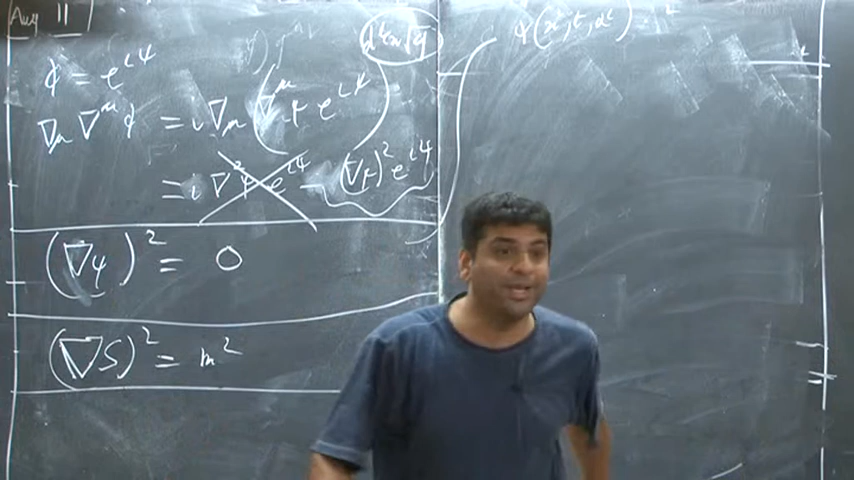 Aug 11
ϕ = e^{iψ}
∇_μ ∇^μ ϕ = i ∇_μ (∇^μ ψ e^{iψ})
= i ∇²ψ e^{iψ} - (∇ψ)² e^{iψ}
(∇ψ)² = 0
(∇S)² = m²